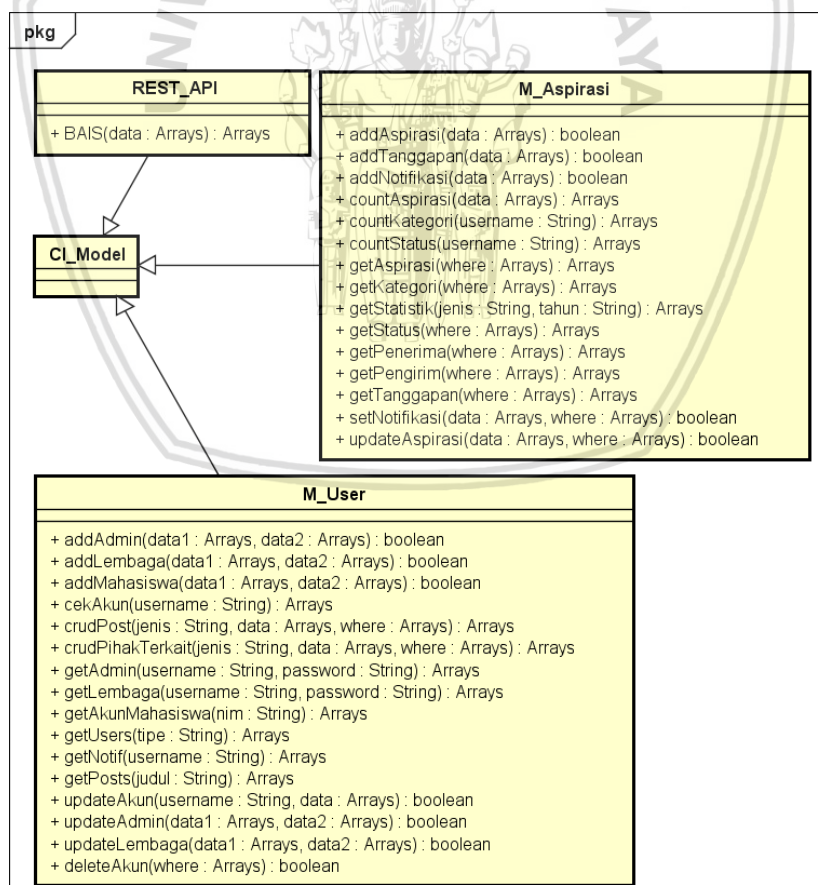 pkg
REST_API
+ BAIS(data : Arrays) : Arrays
M_Aspirasi
+ addAspirasi(data : Arrays) : boolean
+ addTanggapan(data : Arrays) : boolean
+ addNotifikasi(data : Arrays) : boolean
+ countAspirasi(data : Arrays) : Arrays
+ countKategori(username : String) : Arrays
+ countStatus(username : String) : Arrays
+ getAspirasi(where : Arrays) : Arrays
+ getKategori(where : Arrays) : Arrays
+ getStatistik(jenis : String, tahun : String) : Arrays
+ getStatus(where : Arrays) : Arrays
+ getPenerima(where : Arrays) : Arrays
+ getPengirim(where : Arrays) : Arrays
+ getTanggapan(where : Arrays) : Arrays
+ setNotifikasi(data : Arrays, where : Arrays) : boolean
+ updateAspirasi(data : Arrays, where : Arrays) : boolean
CI_Model
M_User
+ addAdmin(data1 : Arrays, data2 : Arrays) : boolean
+ addLembaga(data1 : Arrays, data2 : Arrays) : boolean
+ addMahasiswa(data1 : Arrays, data2 : Arrays) : boolean
+ cekAkun(username : String) : Arrays
+ crudPost(jenis : String, data : Arrays, where : Arrays) : Arrays
+ crudPihakTerkait(jenis : String, data : Arrays, where : Arrays) : Arrays
+ getAdmin(username : String, password : String) : Arrays
+ getLembaga(username : String, password : String) : Arrays
+ getAkunMahasiswa(nim : String) : Arrays
+ getUsers(tipe : String) : Arrays
+ getNotif(username : String) : Arrays
+ getPosts(judul : String) : Arrays
+ updateAkun(username : String, data : Arrays) : boolean
+ updateAdmin(data1 : Arrays, data2 : Arrays) : boolean
+ updateLembaga(data1 : Arrays, data2 : Arrays) : boolean
+ deleteAkun(where : Arrays) : boolean